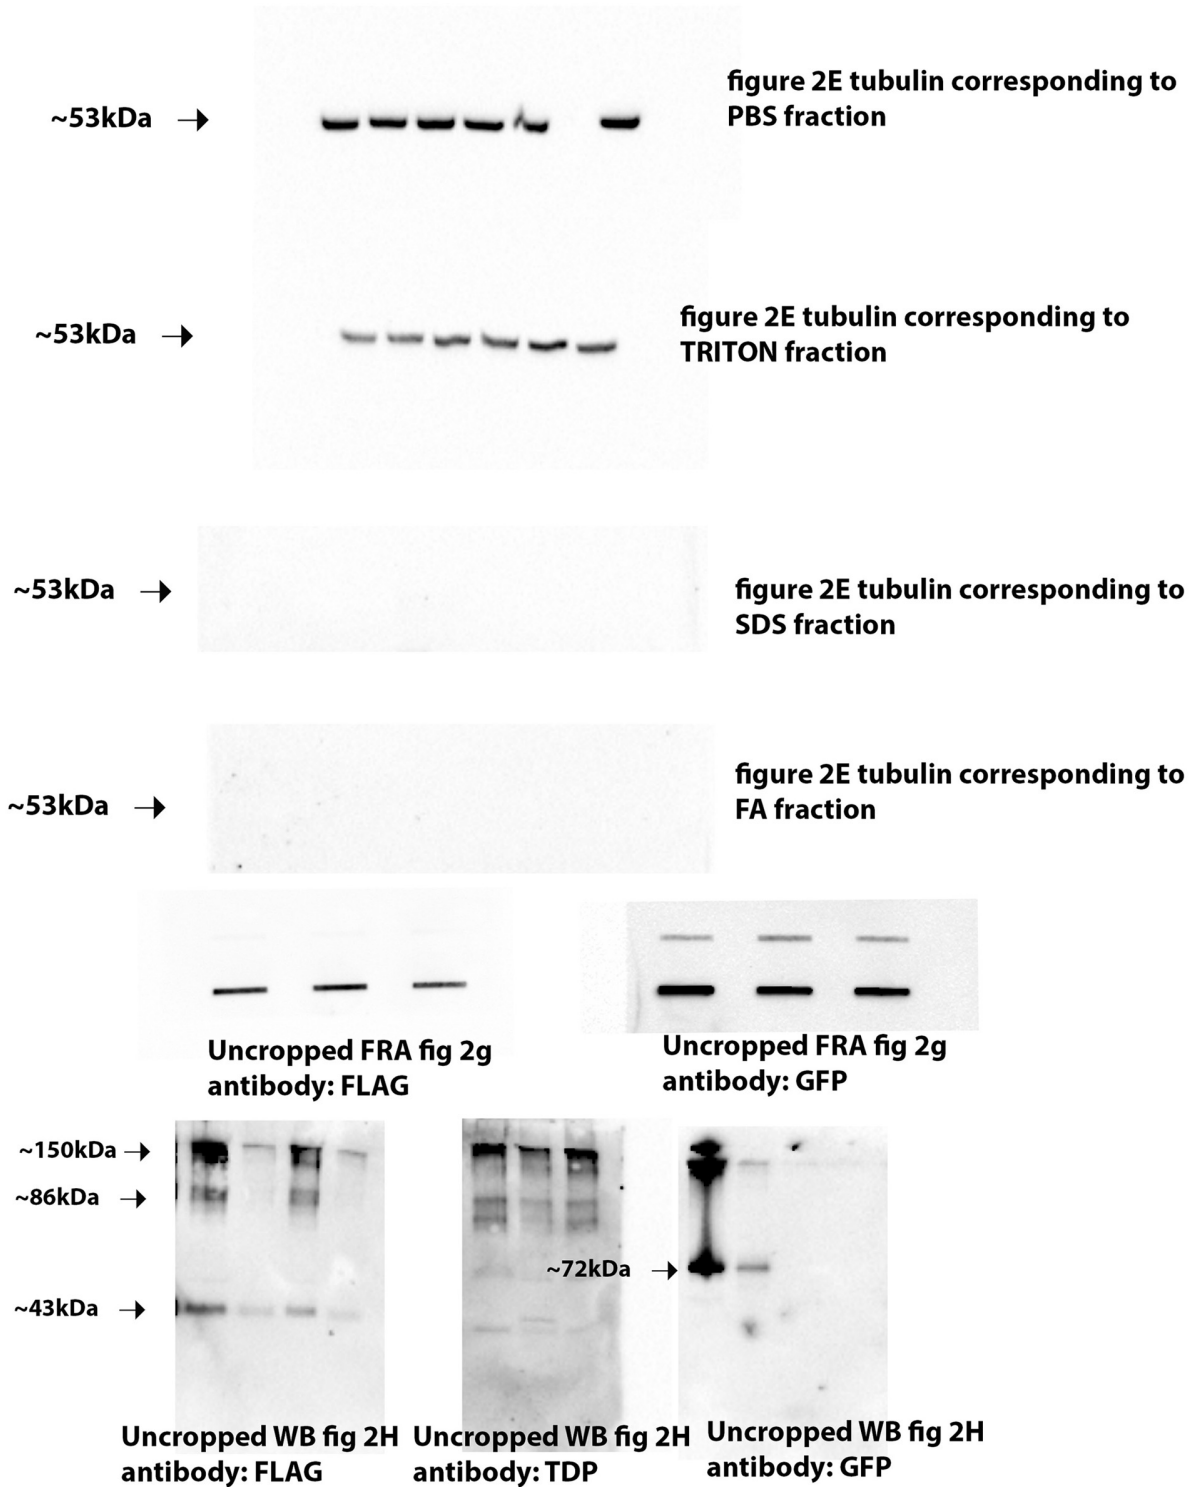 ~53kDa
figure 2E tubulin corresponding to
PBS fraction
~53kDa
figure 2E tubulin corresponding to
TRITON fraction
~53kDa
figure 2E tubulin corresponding to
SDS fraction
~53kDa
figure 2E tubulin corresponding to
FA fraction
Uncropped FRA fig 2g
antibody: FLAG
Uncropped FRA fig 2g
antibody: GFP
~150kDa
~86kDa
~43kDa
~72kDa
Uncropped WB fig 2H
antibody: FLAG
Uncropped WB fig 2H
antibody: TDP
Uncropped WB fig 2H
antibody: GFP